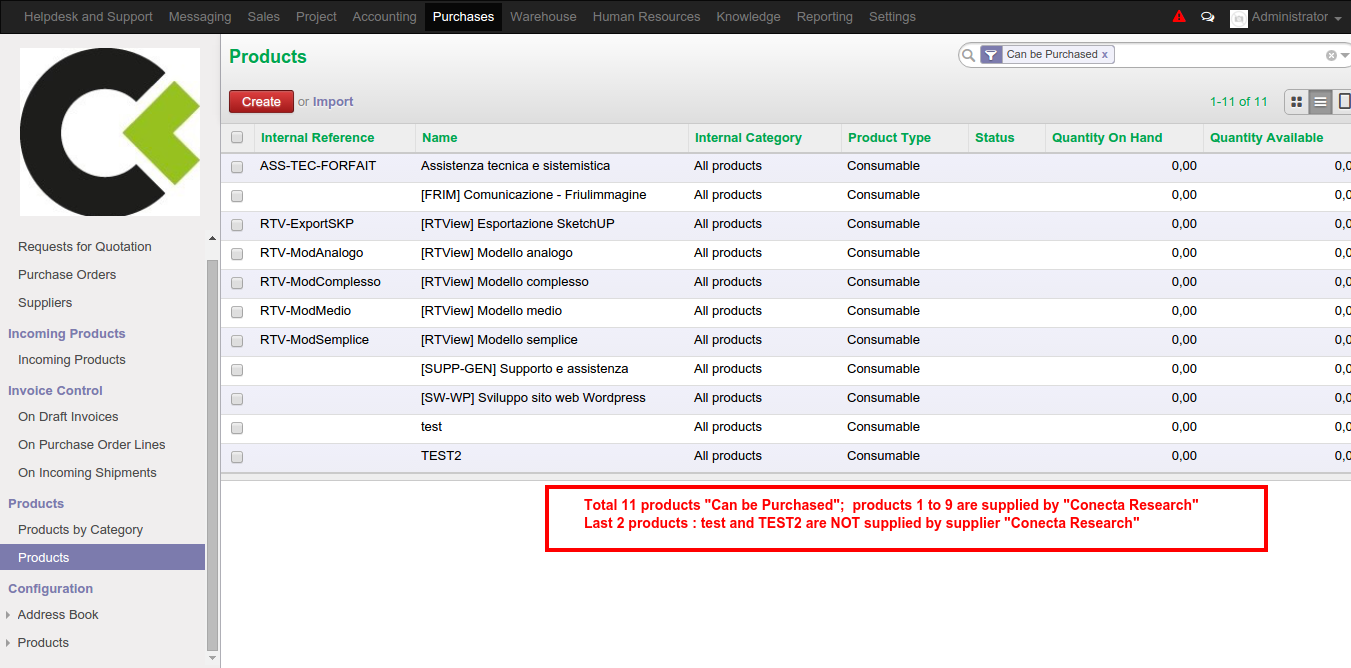 Helpdesk and Support Messaging Sales Project Accounting Purchases Warehouse Human Resources Knowledge Reporting Settings Administrator
Products
Can be Purchased x
Create or Import
1-11 of 11
Requests for Quotation
Purchase Orders
Suppliers
Incoming Products
Incoming Products
Invoice Control
On Draft Invoices
On Purchase Order Lines
On Incoming Shipments
Products
Products by Category
Products
Configuration
Address Book
Products
Internal Reference Name Internal Category Product Type Status Quantity On Hand Quantity Available
ASS-TEC-FORFAIT Assistenza tecnica e sistemistica All products Consumable 0,00 0,0
[FRIM] Comunicazione - Friulimmagine All products Consumable 0,00 0,0
RTV-ExportSKP [RTView] Esportazione SketchUP All products Consumable 0,00 0,0
RTV-ModAnalogo [RTView] Modello analogo All products Consumable 0,00 0,0
RTV-ModComplesso [RTView] Modello complesso All products Consumable 0,00 0,0
RTV-ModMedio [RTView] Modello medio All products Consumable 0,00 0,0
RTV-ModSemplice [RTView] Modello semplice All products Consumable 0,00 0,0
[SUPP-GEN] Supporto e assistenza All products Consumable 0,00 0,0
[SW-WP] Sviluppo sito web Wordpress All products Consumable 0,00 0,0
test All products Consumable 0,00 0,0
TEST2 All products Consumable 0,00 0,0
Total 11 products "Can be Purchased"; products 1 to 9 are supplied by "Conecta Research"
Last 2 products : test and TEST2 are NOT supplied by supplier "Conecta Research"